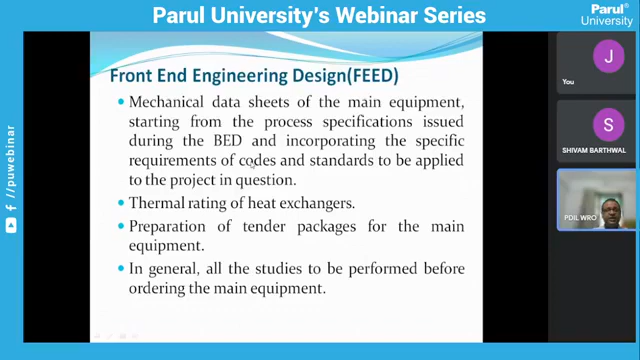 Parul University's Webinar Series
Parul®
University
/puwebinar
Front End Engineering Design(FEED)
• Mechanical data sheets of the main equipment,
starting from the process specifications issued
during the BED and incorporating the specific
requirements of codes and standards to be applied
to the project in question.
• Thermal rating of heat exchangers.
• Preparation of tender packages for the main
equipment.
• In general, all the studies to be performed before
ordering the main equipment.
J
You
S
SHIVAM BARTHWAL
PDIL WRO